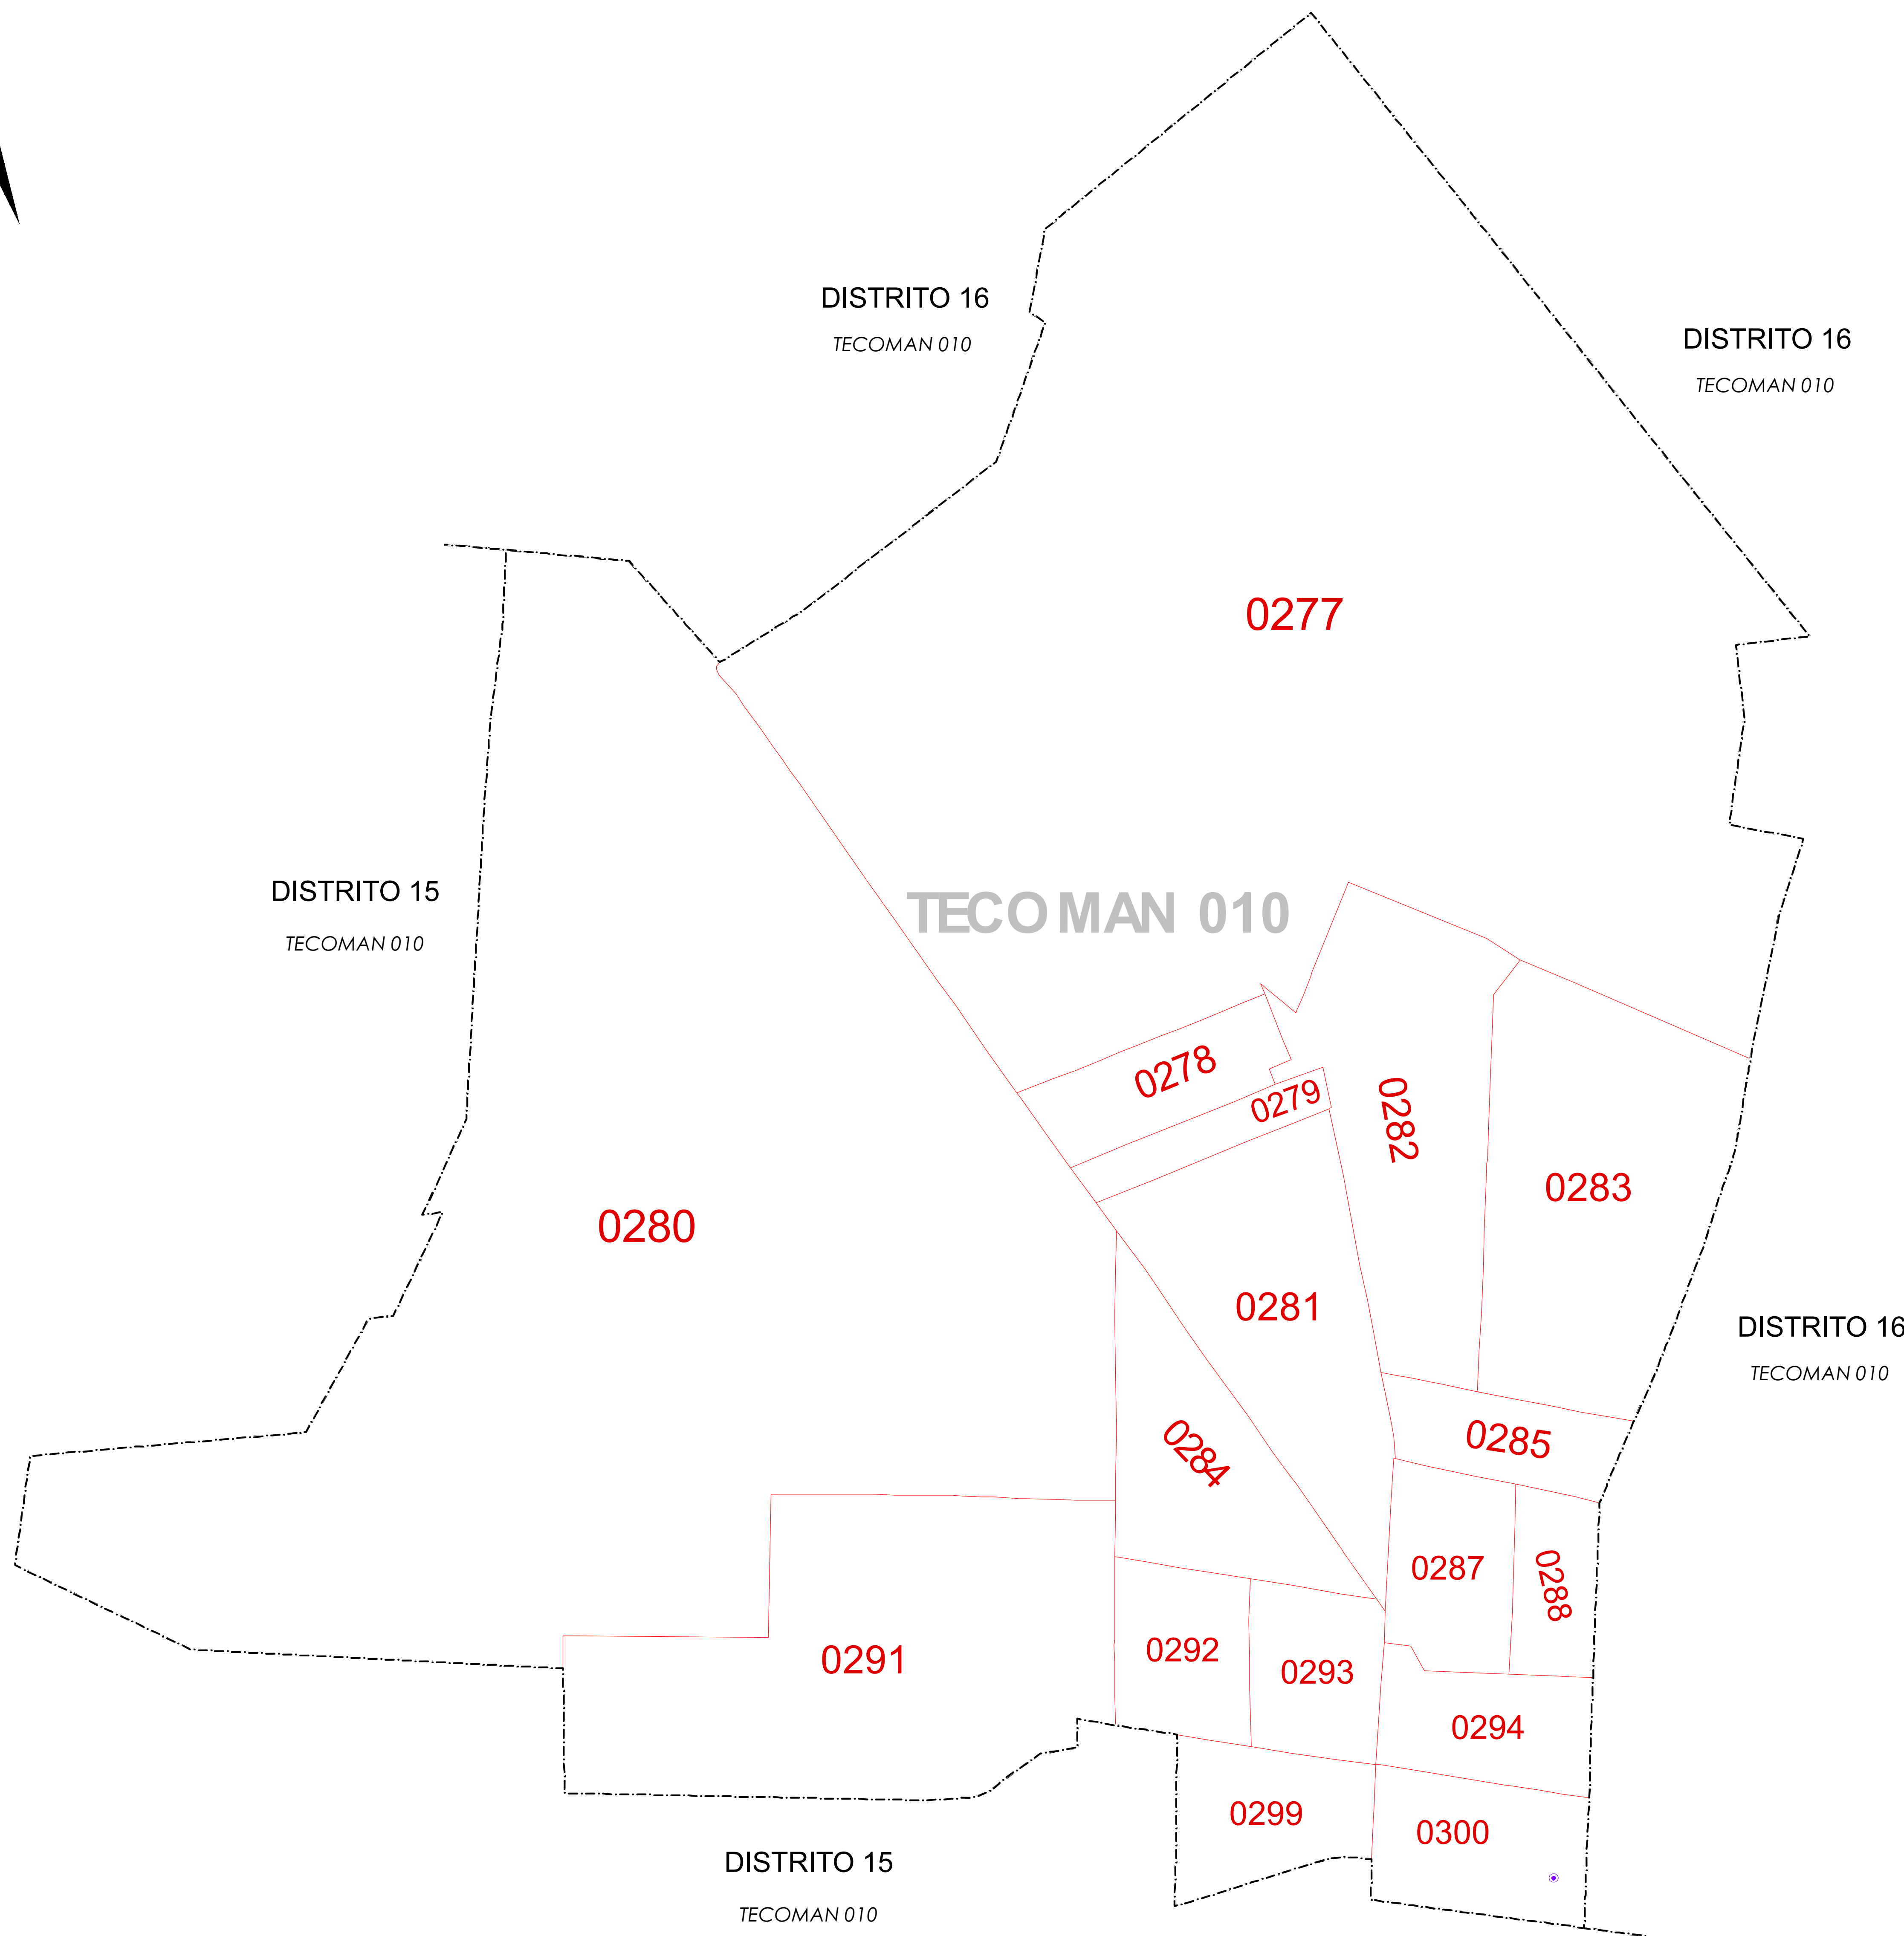 DISTRITO 16
TECOMAN 010
DISTRITO 16
TECOMAN 010
0277
DISTRITO 15
TECOMAN 010
TECOMAN 010
0278
0279
0282
0283
0280
0281
DISTRITO 16
TECOMAN 010
0284
0285
0287
0288
0291
0292
0293
0294
0299
0300
DISTRITO 15
TECOMAN 010